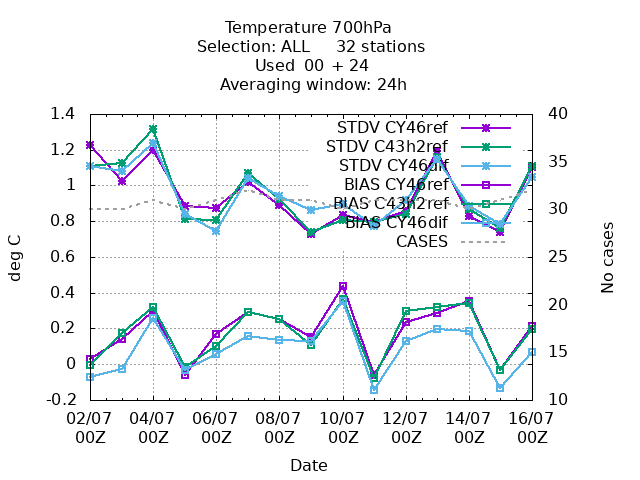 Temperature 700hPa
Selection: ALL 32 stations
Used 00 + 24
Averaging window: 24h
1.4
1.2
1
0.8
0.6
0.4
0.2
0
-0.2
deg C
40
35
30
25
20
15
10
No cases
STDV CY46ref
STDV C43h2ref
STDV CY46dif
BIAS CY46ref
BIAS C43h2ref
BIAS CY46dif
CASES
02/07 04/07 06/07 08/07 10/07 12/07 14/07 16/07
00Z 00Z 00Z 00Z 00Z 00Z 00Z 00Z
Date